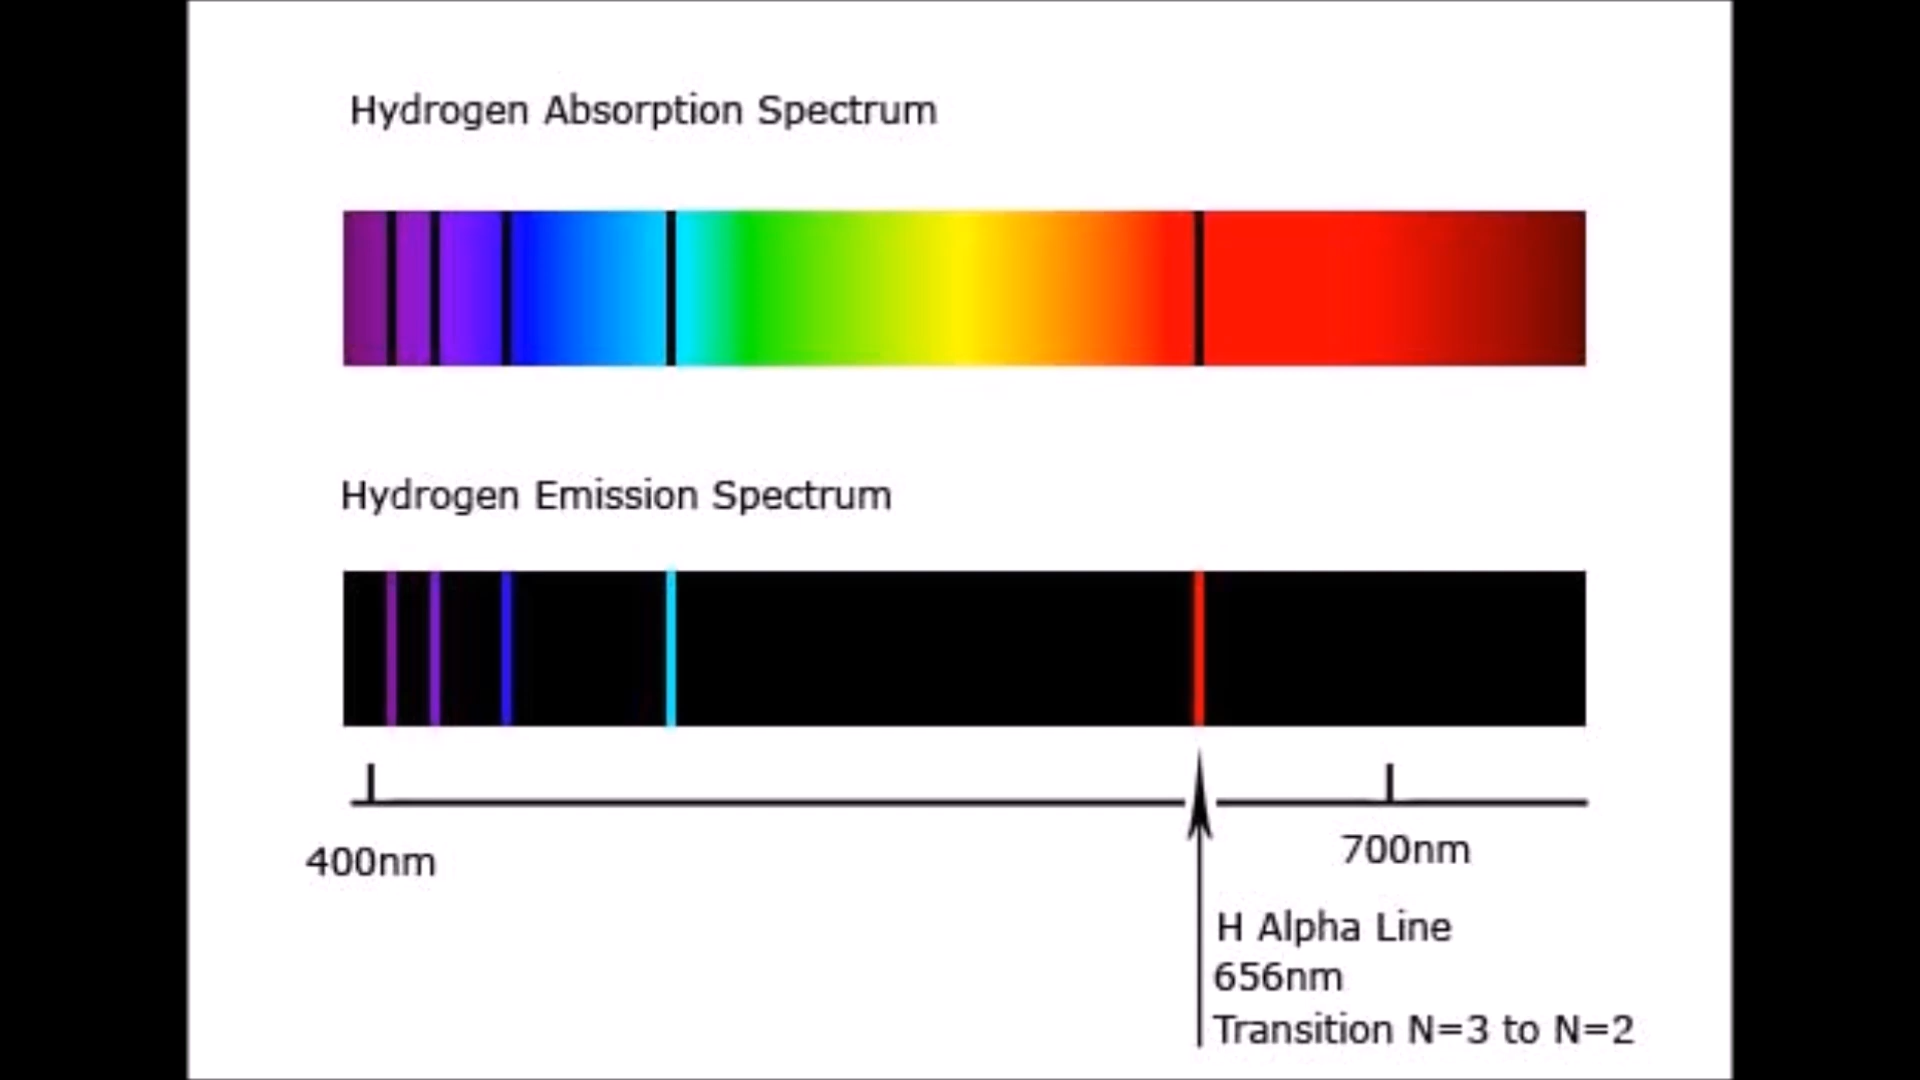 Hydrogen Absorption Spectrum
Hydrogen Emission Spectrum
400nm
700nm
H Alpha Line
656nm
Transition N=3 to N=2